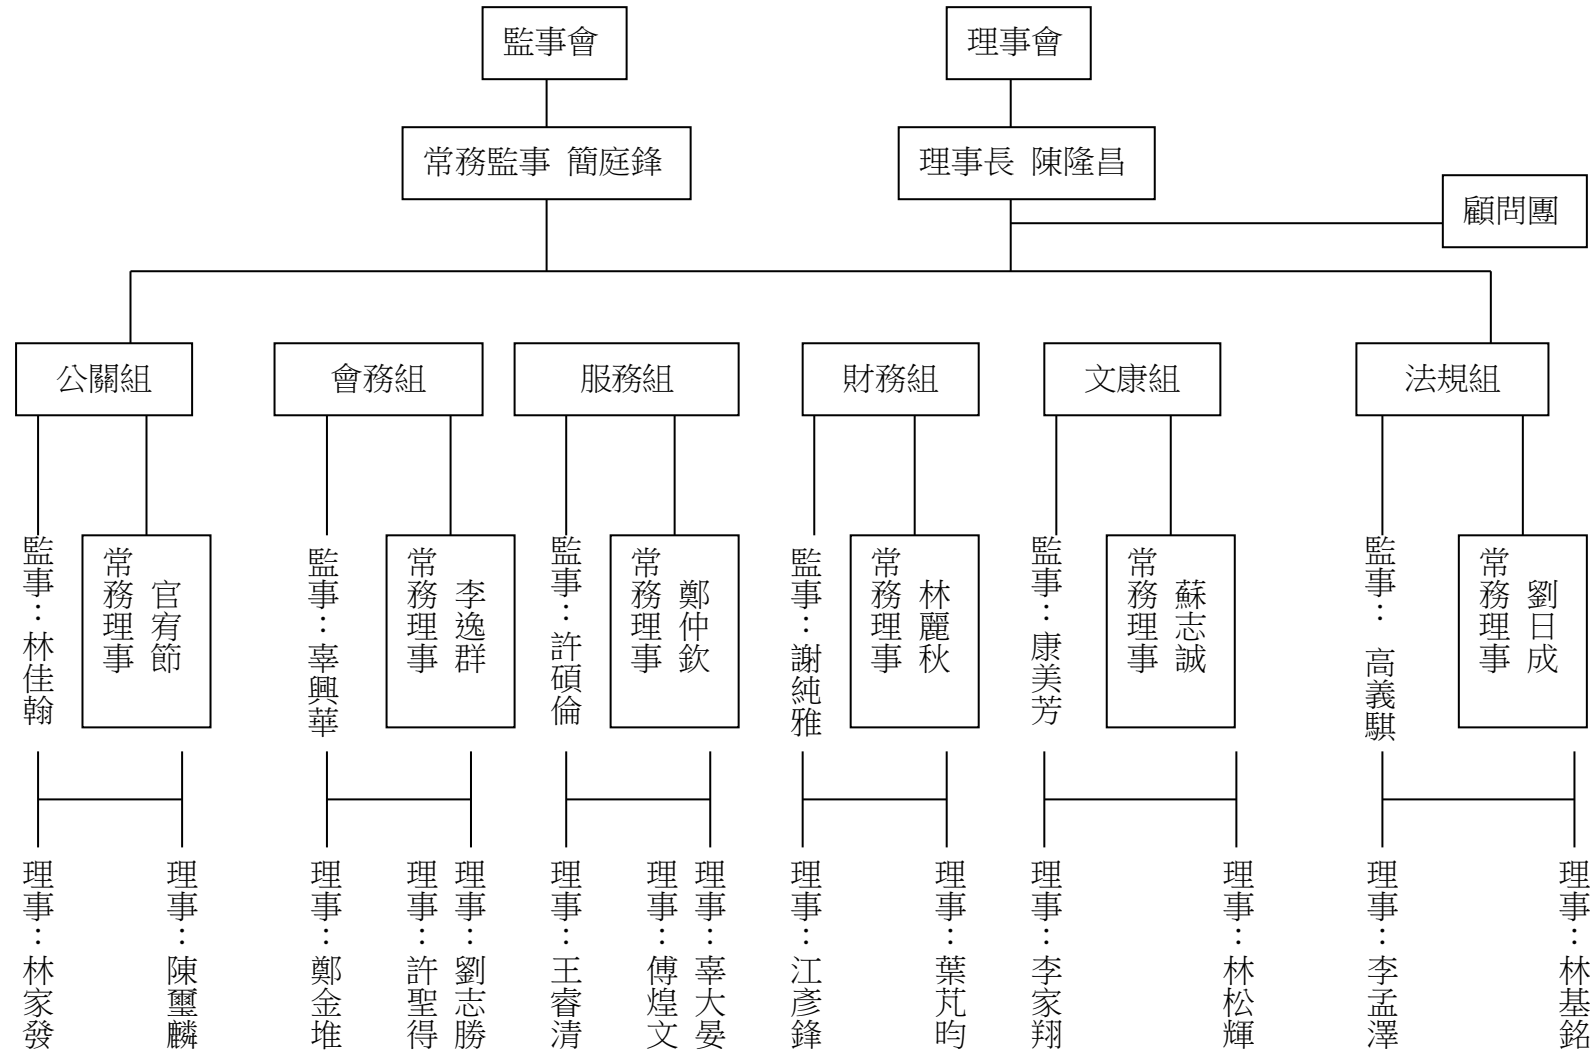 監事會
理事會
常務監事 簡庭鋒
理事長 陳隆昌
顧問團
公關組
會務組
服務組
財務組
文康組
法規組
監事：林佳翰
常務理事
官宥節
監事：辜興華
常務理事
李逸群
監事：許碩倫
常務理事
鄭仲欽
監事：謝純雅
常務理事
林麗秋
監事：康美芳
常務理事
蘇志誠
監事： 高義騏
常務理事
劉日成
理事：林家發
理事：陳璽麟
理事：鄭金堆
理事：許聖得
理事：劉志勝
理事：王睿清
理事：傅煌文
理事：辜大晏
理事：江彥鋒
理事：葉芃昀
理事：李家翔
理事：林松輝
理事：李孟澤
理事：林基銘